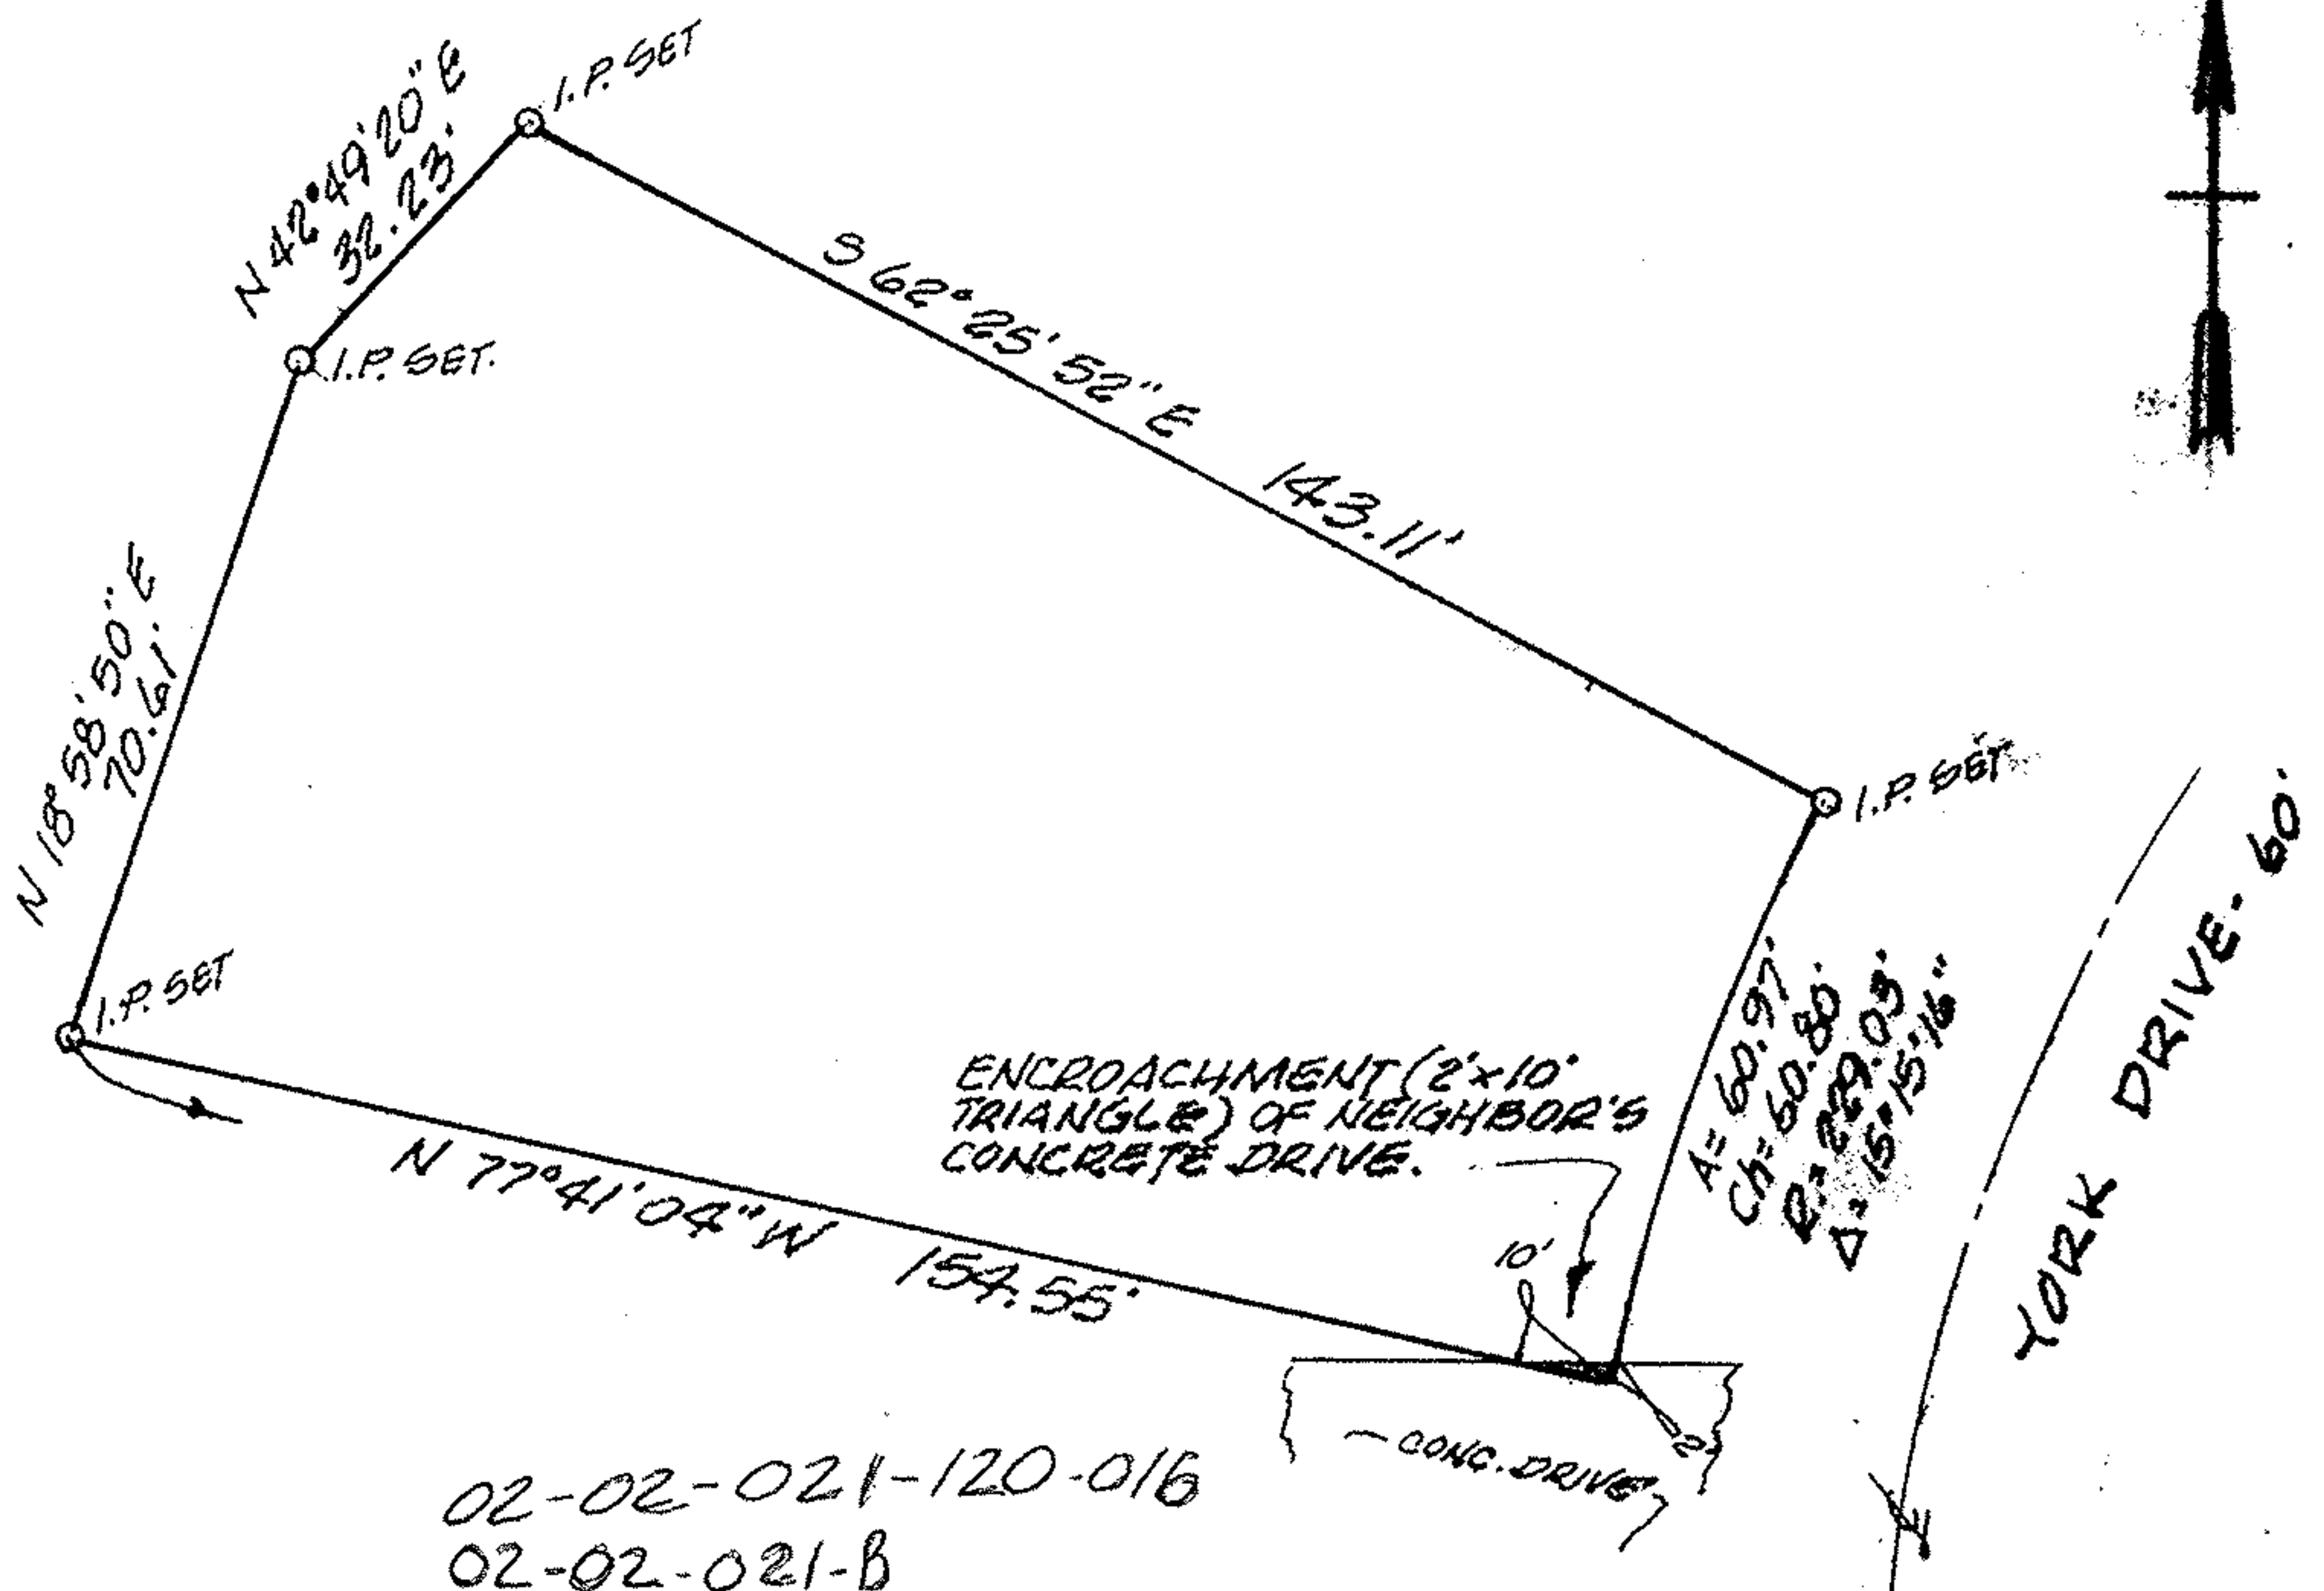 I.P. SET
N 42°49'20" E
32.23'
I.P. SET.
S 62°25'52" E 143.11'
N 18°58'50" E
70.61'
I.P. SET
I.P. SET
A= 60.97'
Ch= 60.80'
R= 229.03'
Δ= 15°15'16"
YORK DRIVE - 60'
ENCROACHMENT (2'x10'
TRIANGLE) OF NEIGHBOR'S
CONCRETE DRIVE.
N 77°41'04" W 154.55'
10'
2'
CONC. DRIVE
02-02-021-120-016
02-02-021-B